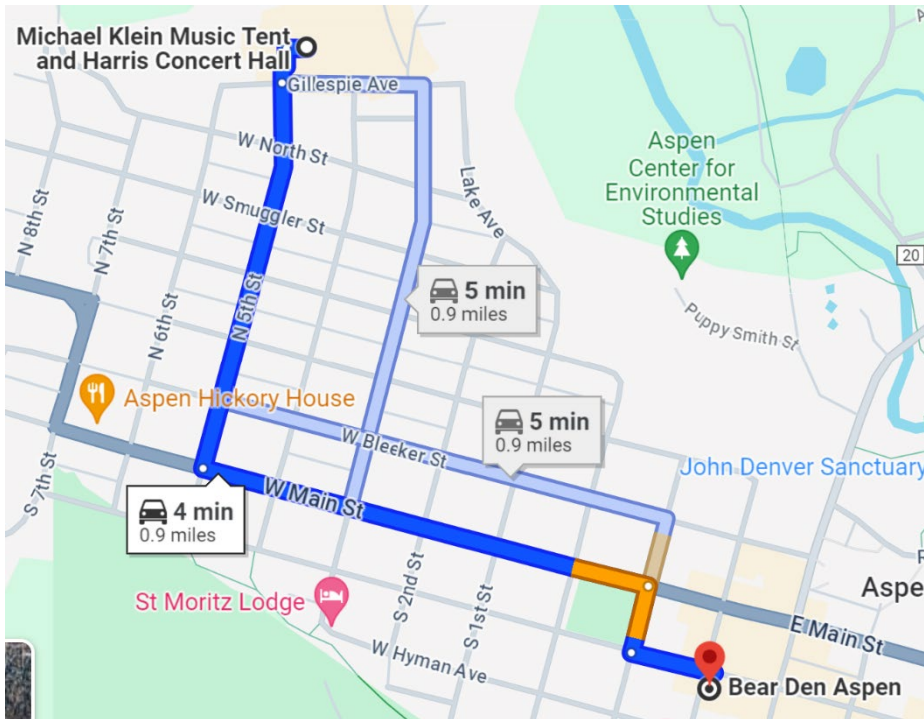 Michael Klein Music Tent
and Harris Concert Hall
Gillespie Ave
W North St
Lake Ave
Aspen
Center for
Environmental
Studies
N 8th St
N 7th St
W Smuggler St
20
N 6th St
N 5th St
5 min
0.9 miles
Puppy Smith St
Aspen Hickory House
5 min
0.9 miles
W Bleeker St
John Denver Sanctuary
S 7th St
W Main St
4 min
0.9 miles
S 2nd St
S 1st St
Aspe
St Moritz Lodge
E Main St
W Hyman Ave
Bear Den Aspen